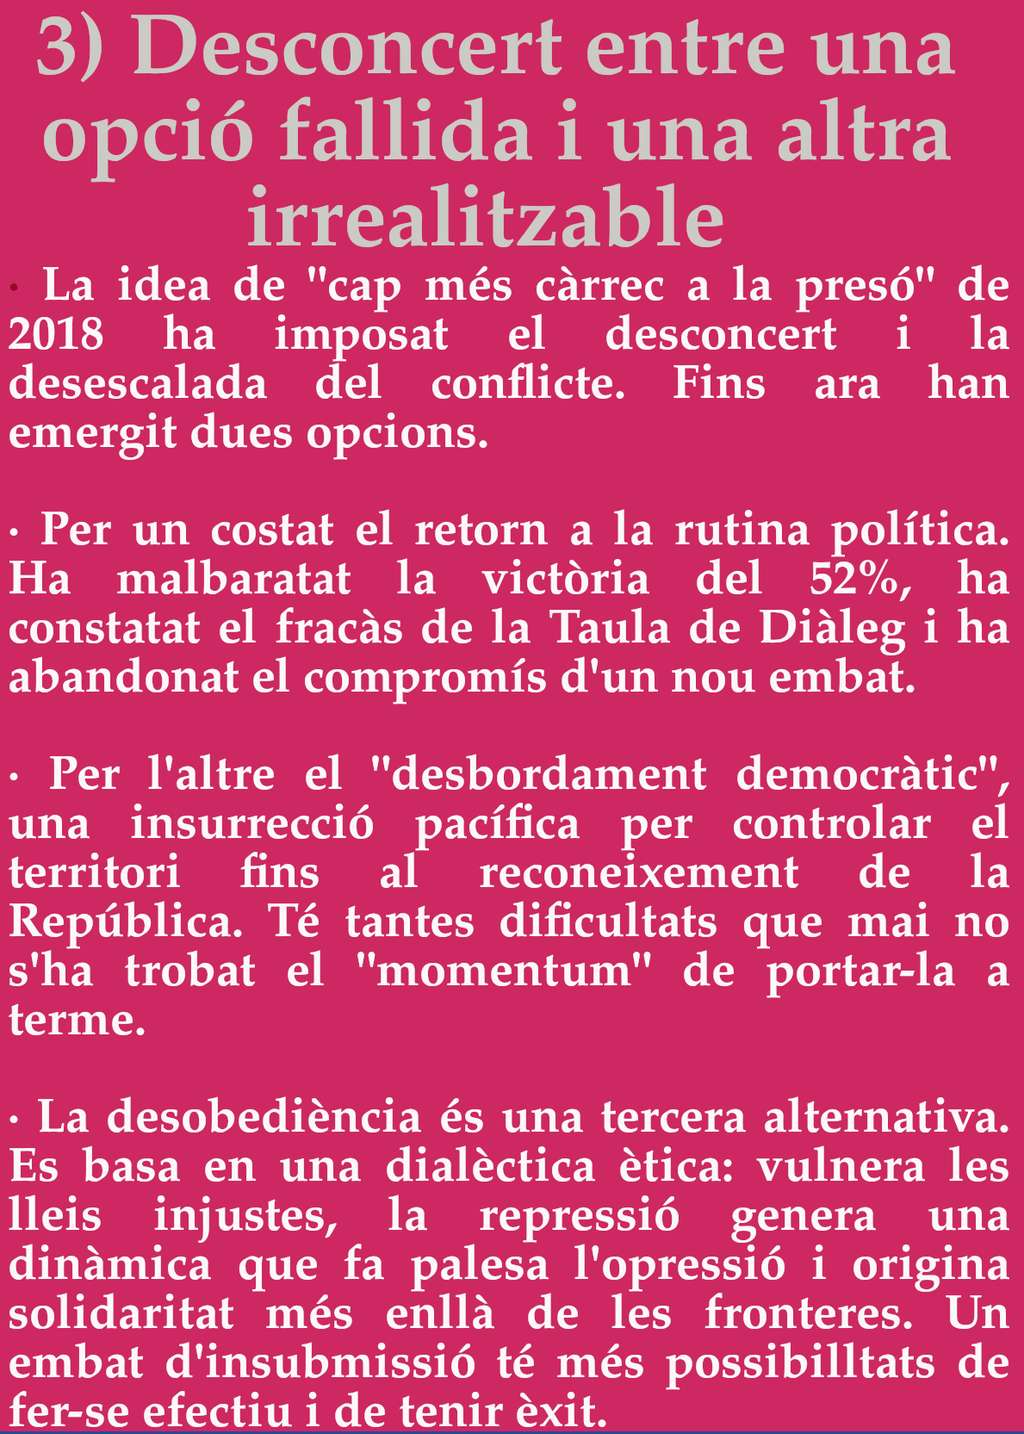 3) Desconcert entre una
opció fallida i una altra
irrealitzable
· La idea de "cap més càrrec a la presó" de
2018 ha imposat el desconcert i la
desescalada del conflicte. Fins ara han
emergit dues opcions.
· Per un costat el retorn a la rutina política.
Ha malbaratat la victòria del 52%, ha
constatat el fracàs de la Taula de Diàleg i ha
abandonat el compromís d'un nou embat.
· Per l'altre el "desbordament democràtic",
una insurrecció pacífica per controlar el
territori fins al reconeixement de la
República. Té tantes dificultats que mai no
s'ha trobat el "momentum" de portar-la a
terme.
· La desobediència és una tercera alternativa.
Es basa en una dialèctica ètica: vulnera les
lleis injustes, la repressió genera una
dinàmica que fa palesa l'opressió i origina
solidaritat més enllà de les fronteres. Un
embat d'insubmissió té més possibilltats de
fer-se efectiu i de tenir èxit.